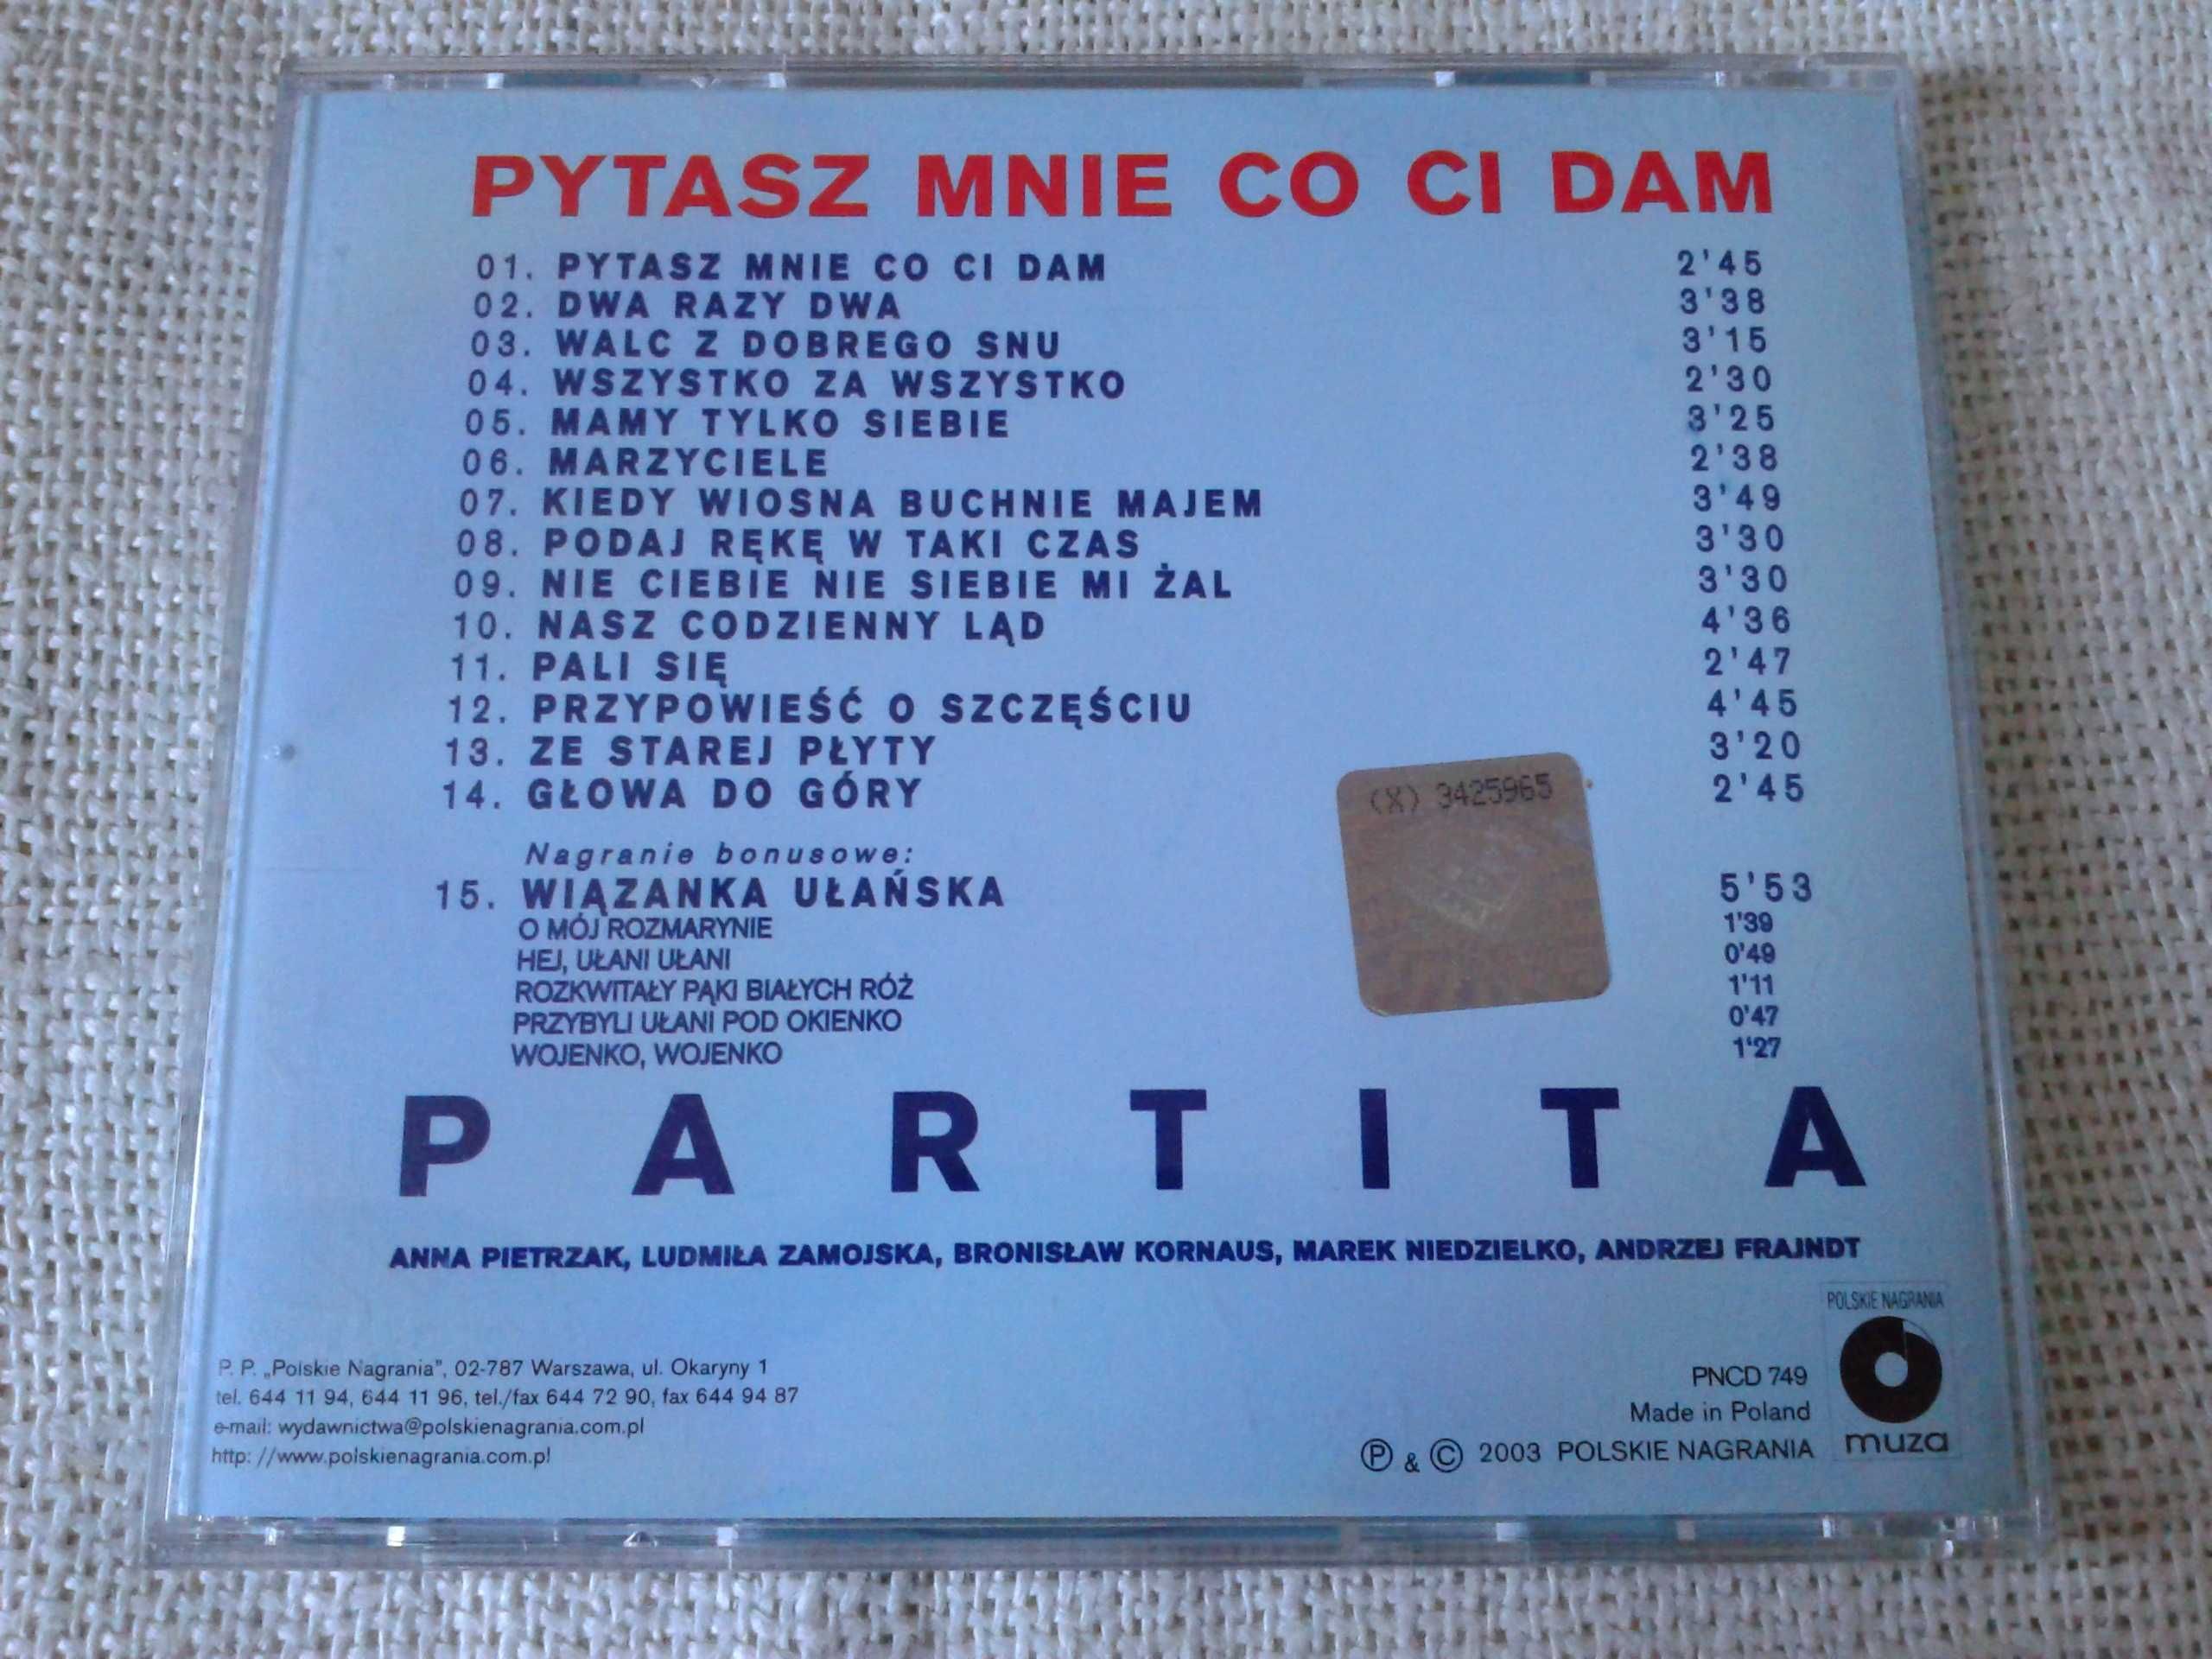 PYTASZ MNIE CO CI DAM
01. PYTASZ MNIE CO CI DAM 2'45
02. DWA RAZY DWA 3'38
03. WALC Z DOBREGO SNU 3'15
04. WSZYSTKO ZA WSZYSTKO 2'30
05. MAMY TYLKO SIEBIE 3'25
06. MARZYCIELE 2'38
07. KIEDY WIOSNA BUCHNIE MAJEM 3'49
08. PODAJ RĘKĘ W TAKI CZAS 3'30
09. NIE CIEBIE NIE SIEBIE MI ŻAL 3'30
10. NASZ CODZIENNY LĄD 4'36
11. PALI SIĘ 2'47
12. PRZYPOWIEŚĆ O SZCZĘŚCIU 4'45
13. ZE STAREJ PŁYTY 3'20
14. GŁOWA DO GÓRY 2'45
(X) 3425965
Nagranie bonusowe:
15. WIĄZANKA UŁAŃSKA 5'53
O MÓJ ROZMARYNIE 1'39
HEJ, UŁANI UŁANI 0'49
ROZKWITAŁY PĄKI BIAŁYCH RÓŻ 1'11
PRZYBYLI UŁANI POD OKIENKO 0'47
WOJENKO, WOJENKO 1'27
PARTITA
ANNA PIETRZAK, LUDMIŁA ZAMOJSKA, BRONISŁAW KORNAUS, MAREK NIEDZIELKO, ANDRZEJ FRAJNDT
P. P. „Polskie Nagrania", 02-787 Warszawa, ul. Okaryny 1
tel. 644 11 94, 644 11 96, tel./fax 644 72 90, fax 644 94 87
e-mail: wydawnictwa@polskienagrania.com.pl
http: //www.polskienagrania.com.pl
PNCD 749
Made in Poland
Ⓟ & © 2003 POLSKIE NAGRANIA
POLSKIE NAGRANIA
muza